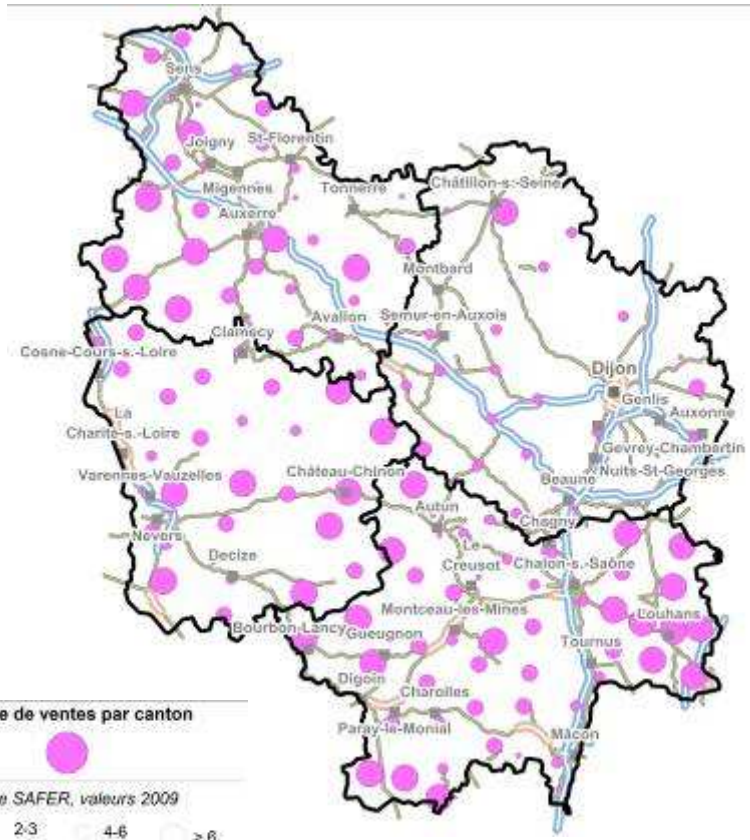 Sens
Joigny
St-Florentin
Migennes
Tonnerre
Châtillon-s.-Seine
Auxerre
Montbard
Avallon
Semur-en-Auxois
Clamecy
Cosne-Cours-s.-Loire
Dijon
Genlis
La
Charité-s.-Loire
Auxonne
Gevrey-Chambertin
Varennes-Vauzelles
Château-Chinon
Nuits-St-Georges
Beaune
Autun
Chagny
Nevers
Le
Creusot
Chalon-s.-Saône
Decize
Montceau-les-Mines
Louhans
Bourbon-Lancy
Gueugnon
Tournus
Digoin
Charolles
Paray-le-Monial
Mâcon
e de ventes par canton
e SAFER, valeurs 2009
2-3
4-6
> 6